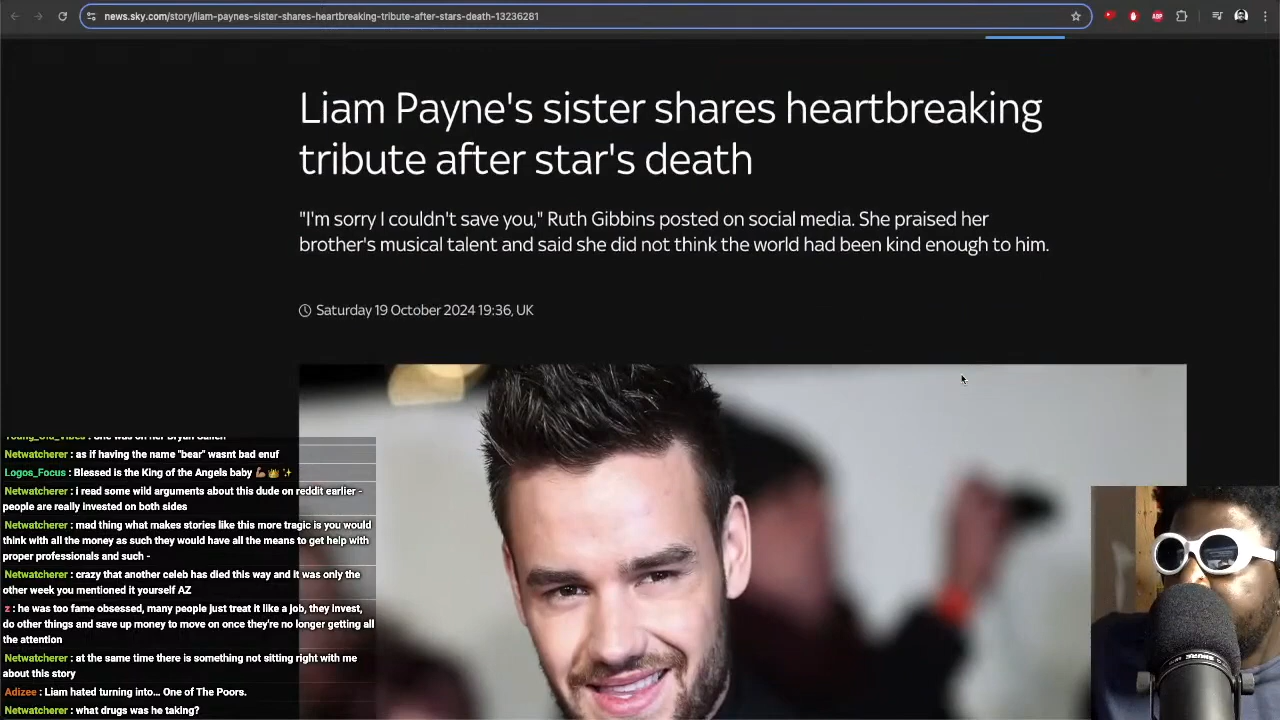 news.sky.com/story/liam-paynes-sister-shares-heartbreaking-tribute-after-stars-death-13236281
ABP
Liam Payne's sister shares heartbreaking
tribute after star's death
"I'm sorry I couldn't save you," Ruth Gibbins posted on social media. She praised her
brother's musical talent and said she did not think the world had been kind enough to him.
Saturday 19 October 2024 19:36, UK
Netwatcherer : as if having the name "bear" wasnt bad enuf
Logos_Focus : Blessed is the King of the Angels baby 💪🏾👑✨
Netwatcherer : i read some wild arguments about this dude on reddit earlier -
people are really invested on both sides
Netwatcherer : mad thing what makes stories like this more tragic is you would
think with all the money as such they would have all the means to get help with
proper professionals and such -
Netwatcherer : crazy that another celeb has died this way and it was only the
other week you mentioned it yourself AZ
z : he was too fame obsessed, many people just treat it like a job, they invest,
do other things and save up money to move on once they're no longer getting all
the attention
Netwatcherer : at the same time there is something not sitting right with me
about this story
Adizee : Liam hated turning into... One of The Poors.
Netwatcherer : what drugs was he taking?
SHURE